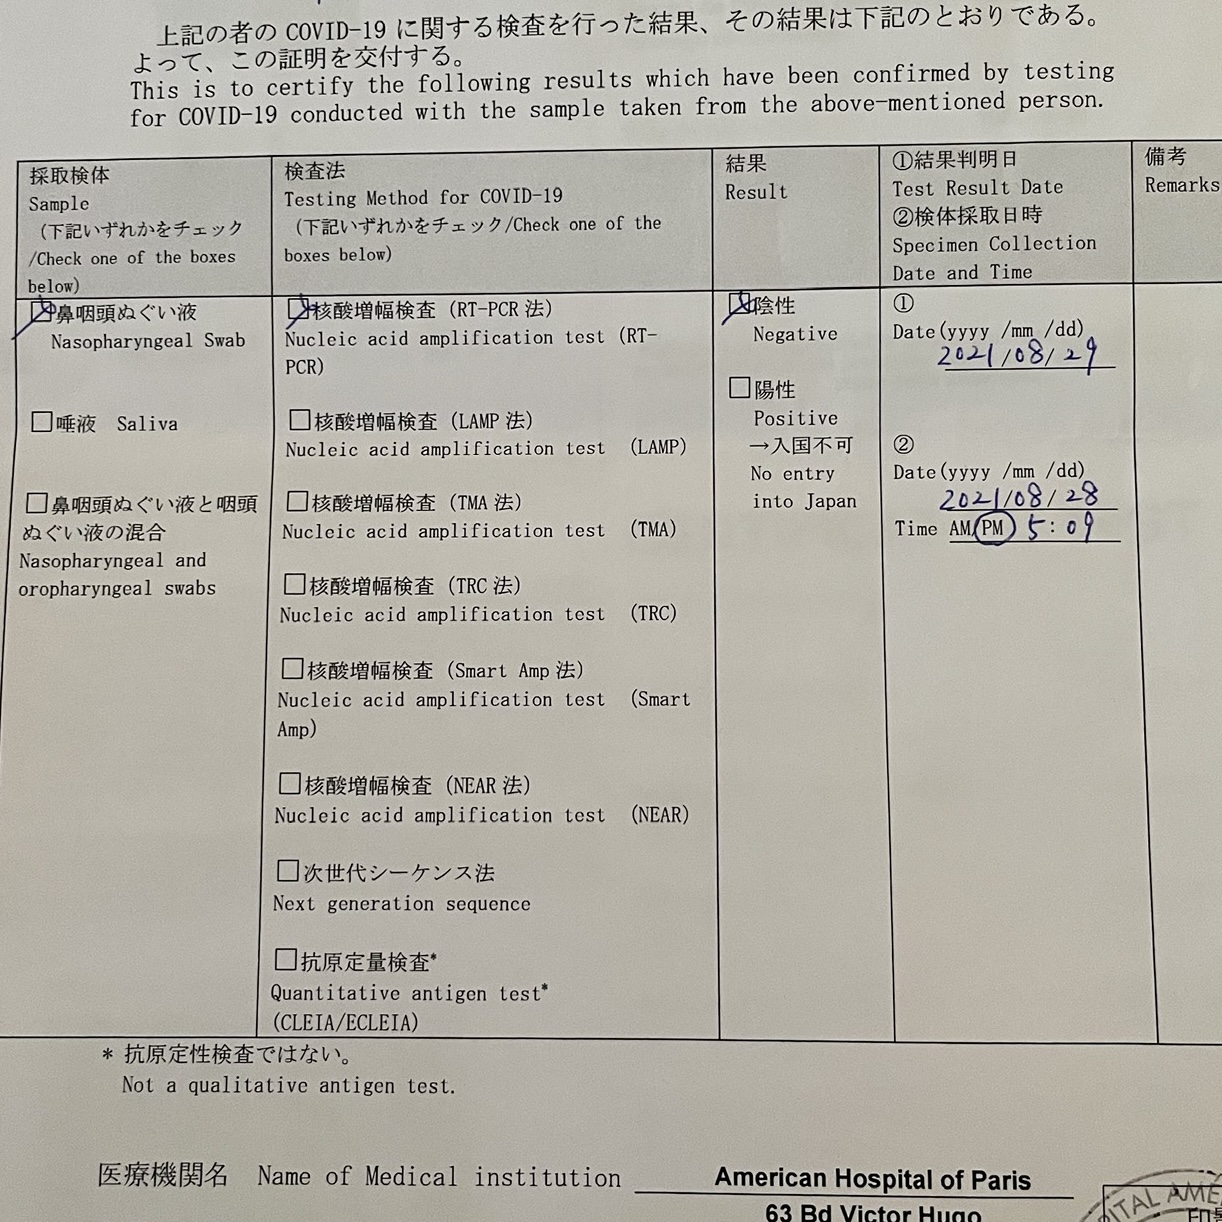 上記の者の COVID-19 に関する検査を行った結果、その結果は下記のとおりである。
よって、この証明を交付する。
This is to certify the following results which have been confirmed by testing
for COVID-19 conducted with the sample taken from the above-mentioned person.
採取検体
Sample
(下記いずれかをチェック
/Check one of the boxes
below)
検査法
Testing Method for COVID-19
(下記いずれかをチェック/Check one of the
boxes below)
結果
Result
①結果判明日
Test Result Date
②検体採取日時
Specimen Collection
Date and Time
備考
Remarks
鼻咽頭ぬぐい液
Nasopharyngeal Swab
□唾液 Saliva
□鼻咽頭ぬぐい液と咽頭
ぬぐい液の混合
Nasopharyngeal and
oropharyngeal swabs
核酸増幅検査 (RT-PCR 法)
Nucleic acid amplification test (RT-
PCR)
□核酸増幅検査 (LAMP 法)
Nucleic acid amplification test (LAMP)
□核酸増幅検査 (TMA 法)
Nucleic acid amplification test (TMA)
□核酸増幅検査 (TRC 法)
Nucleic acid amplification test (TRC)
□核酸増幅検査 (Smart Amp 法)
Nucleic acid amplification test (Smart
Amp)
□核酸増幅検査 (NEAR 法)
Nucleic acid amplification test (NEAR)
□次世代シーケンス法
Next generation sequence
□抗原定量検査*
Quantitative antigen test*
(CLEIA/ECLEIA)
陰性
Negative
□陽性
Positive
→入国不可
No entry
into Japan
①
Date(yyyy /mm /dd)
2021/08/29
②
Date(yyyy /mm /dd)
2021/08/28
Time AM/PM 5:09
* 抗原定性検査ではない。
Not a qualitative antigen test.
医療機関名 Name of Medical institution American Hospital of Paris
63 Bd Victor Hugo